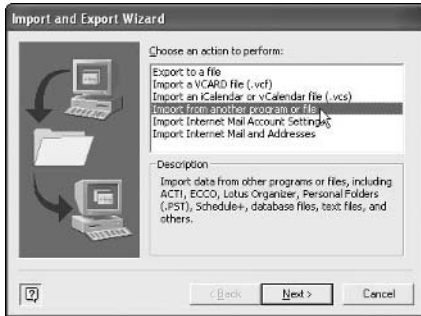 Import and Export Wizard
Choose an action to perform:
Export to a file
Import a VCARD file (.vcf)
Import an iCalendar or vCalendar file (.vcs)
Import from another program or file
Import Internet Mail Account Settings
Import Internet Mail and Addresses
Description
Import data from other programs or files, including
ACT!, ECCO, Lotus Organizer, Personal Folders
(.PST), Schedule+, database files, text files, and
others.
?
< Back Next > Cancel